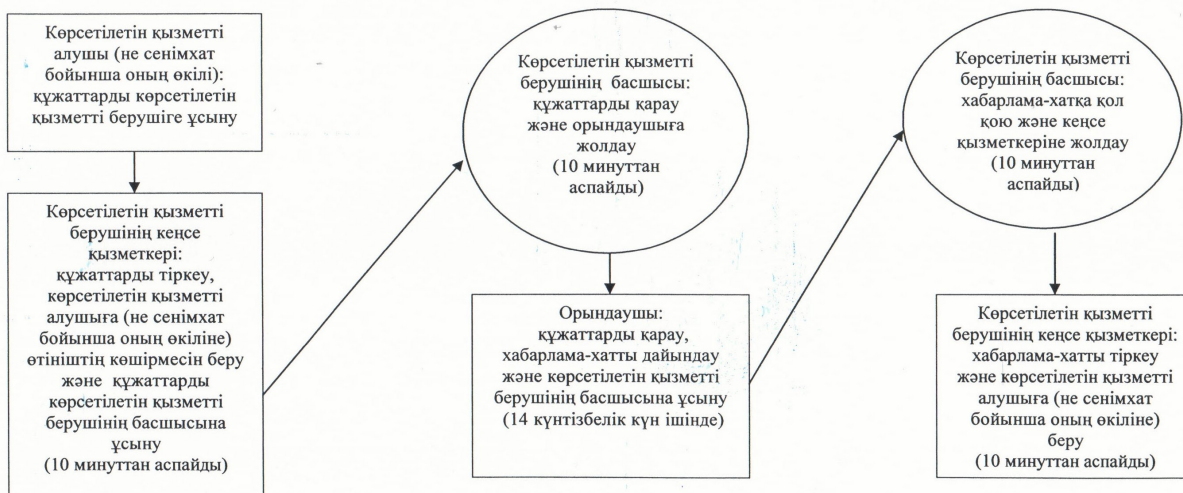 Көрсетілетін қызметті
алушы (не сенімхат
бойынша оның өкілі):
құжаттарды көрсетілетін
қызметті берушіге ұсыну
Көрсетілетін қызметті
берушінің кеңсе
қызметкері:
құжаттарды тіркеу,
көрсетілетін қызметті
алушыға (не сенімхат
бойынша оның өкіліне)
өтініштің көшірмесін беру
және құжаттарды
көрсетілетін қызметті
берушінің басшысына
ұсыну
(10 минуттан аспайды)
Көрсетілетін қызметті
берушінің басшысы:
құжаттарды қарау
және орындаушыға
жолдау
(10 минуттан
аспайды)
Орындаушы:
құжаттарды қарау,
хабарлама-хатты дайындау
және көрсетілетін қызметті
берушінің басшысына ұсыну
(14 күнтізбелік күн ішінде)
Көрсетілетін қызметті
берушінің басшысы:
хабарлама-хатқа қол
қою және кеңсе
қызметкеріне жолдау
(10 минуттан
аспайды)
Көрсетілетін қызметті
берушінің кеңсе қызметкері:
хабарлама-хатты тіркеу
және көрсетілетін қызметті
алушыға (не сенімхат
бойынша оның өкіліне)
беру
(10 минуттан аспайды)